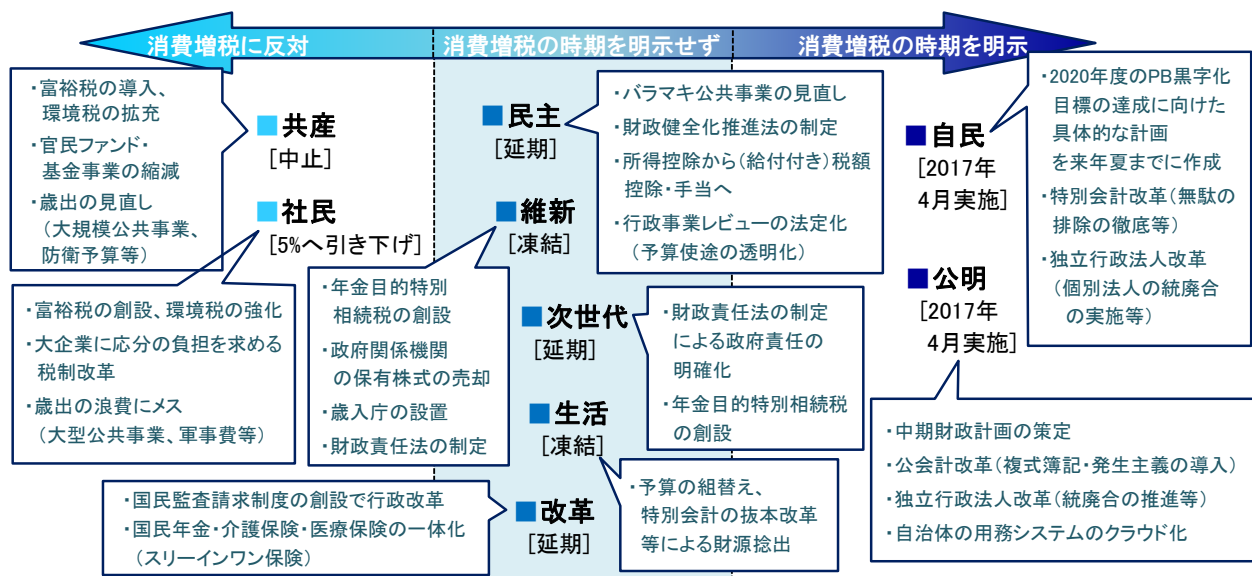 消費増税に反対
消費増税の時期を明示せず
消費増税の時期を明示
・富裕税の導入、
環境税の拡充
・官民ファンド・
基金事業の縮減
・歳出の見直し
(大規模公共事業、
防衛予算等)
■共産
[中止]
■社民
[5%へ引き下げ]
・富裕税の創設、環境税の強化
・大企業に応分の負担を求める
税制改革
・歳出の浪費にメス
(大型公共事業、軍事費等)
■民主
[延期]
・バラマキ公共事業の見直し
・財政健全化推進法の制定
・所得控除から(給付付き)税額
控除・手当へ
・行政事業レビューの法定化
(予算使途の透明化)
■維新
[凍結]
・年金目的特別
相続税の創設
・政府関係機関
の保有株式の売却
・歳入庁の設置
・財政責任法の制定
■次世代
[延期]
・財政責任法の制定
による政府責任の
明確化
・年金目的特別相続税
の創設
■生活
[凍結]
・予算の組替え、
特別会計の抜本改革
等による財源捻出
■改革
[延期]
・国民監査請求制度の創設で行政改革
・国民年金・介護保険・医療保険の一体化
(スリーインワン保険)
■自民
[2017年
4月実施]
・2020年度のPB黒字化
目標の達成に向けた
具体的な計画
を来年夏までに作成
・特別会計改革(無駄の
排除の徹底等)
・独立行政法人改革
(個別法人の統廃合
の実施等)
■公明
[2017年
4月実施]
・中期財政計画の策定
・公会計改革(複式簿記・発生主義の導入)
・独立行政法人改革(統廃合の推進等)
・自治体の用務システムのクラウド化